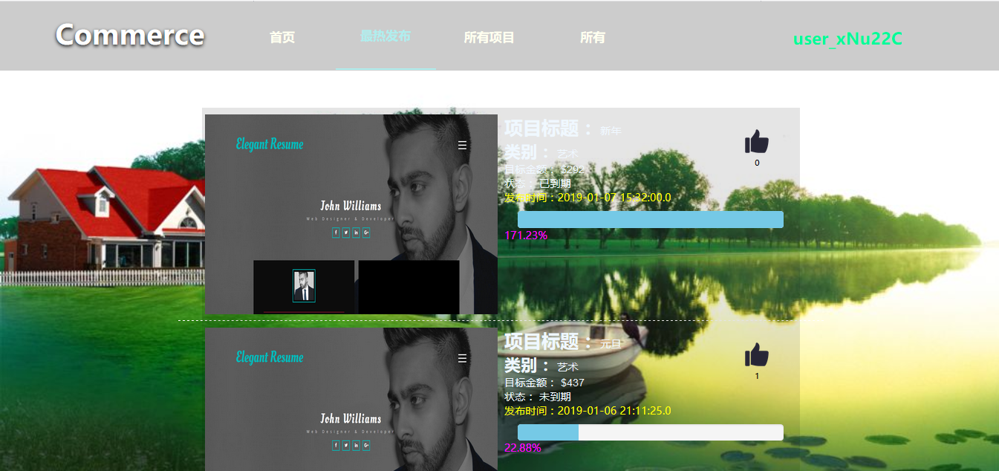 Commerce
首页
最热发布
所有项目
所有
user_xNu22C
Elegant Resume
John Williams
Web Designer & Developer
项目标题： 新年
类别： 艺术
目标金额： $292
状态： 已到期
发布时间：2019-01-07 15:32:00.0
171.23%
0
Elegant Resume
John Williams
Web Designer & Developer
项目标题： 元旦
类别： 艺术
目标金额： $437
状态： 未到期
发布时间：2019-01-06 21:11:25.0
22.88%
1